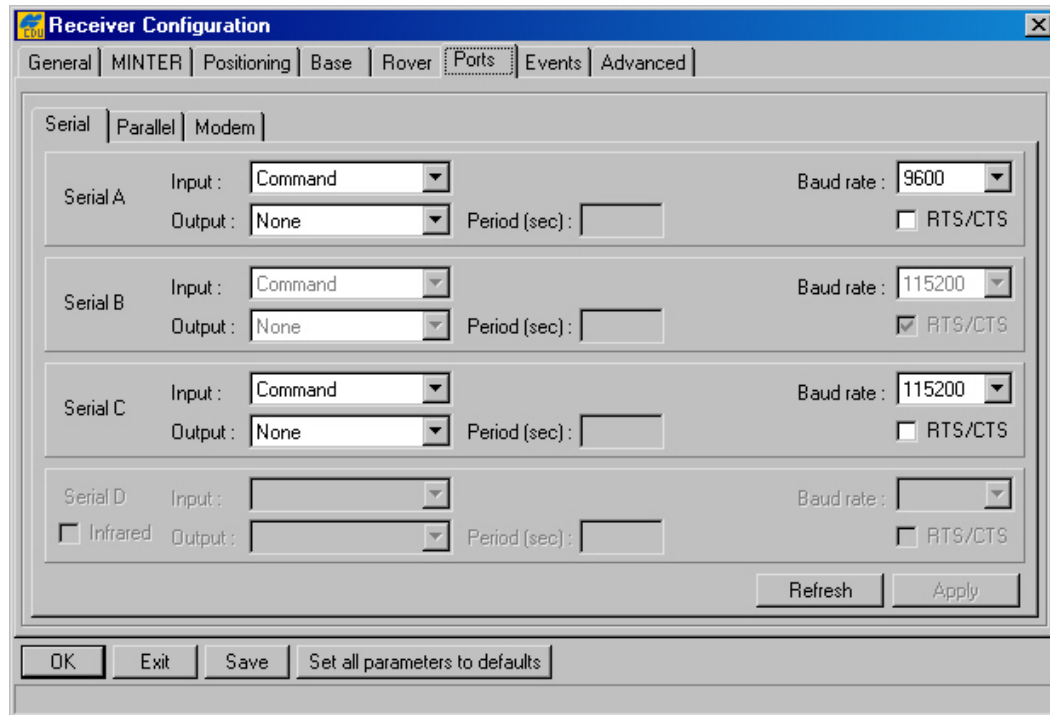 CDU Receiver Configuration
General MINTER Positioning Base Rover Ports Events Advanced
Serial Parallel Modem
Serial A
Input : Command
Baud rate : 9600
Output : None
Period (sec) :
RTS/CTS
Serial B
Input : Command
Baud rate : 115200
Output : None
Period (sec) :
RTS/CTS
Serial C
Input : Command
Baud rate : 115200
Output : None
Period (sec) :
RTS/CTS
Serial D
Input :
Baud rate :
Infrared
Output :
Period (sec) :
RTS/CTS
Refresh Apply
OK Exit Save Set all parameters to defaults